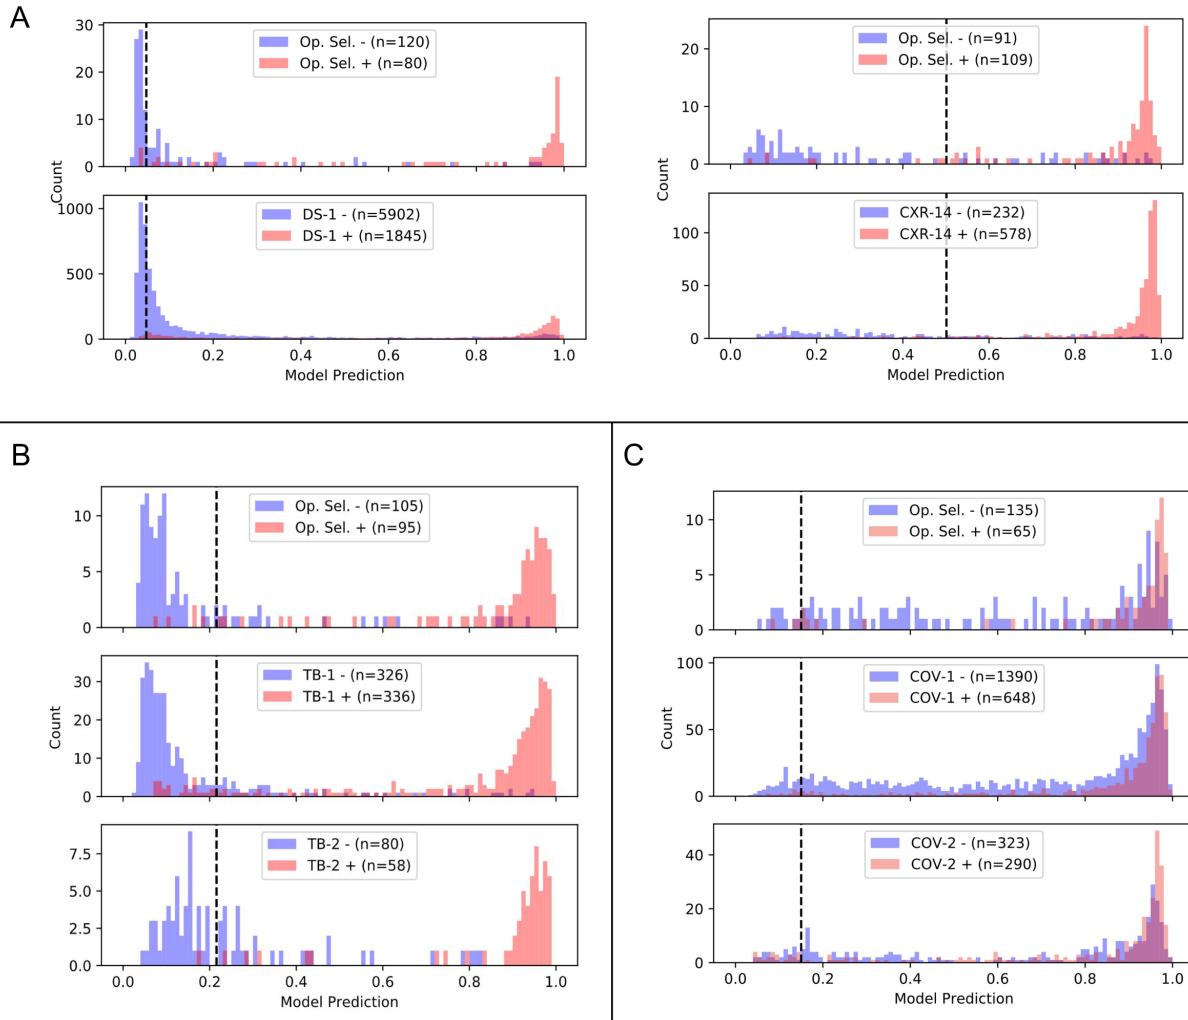 A
30
20
10
0
Op. Sel. - (n=120)
Op. Sel. + (n=80)
Count
1000
500
0
DS-1 - (n=5902)
DS-1 + (n=1845)
0.0 0.2 0.4 0.6 0.8 1.0
Model Prediction
20
10
0
Op. Sel. - (n=91)
Op. Sel. + (n=109)
Count
100
50
0
CXR-14 - (n=232)
CXR-14 + (n=578)
0.0 0.2 0.4 0.6 0.8 1.0
Model Prediction
B
10
5
0
Op. Sel. - (n=105)
Op. Sel. + (n=95)
30
20
10
0
Count
TB-1 - (n=326)
TB-1 + (n=336)
7.5
5.0
2.5
0.0
TB-2 - (n=80)
TB-2 + (n=58)
0.0 0.2 0.4 0.6 0.8 1.0
Model Prediction
C
10
5
0
Op. Sel. - (n=135)
Op. Sel. + (n=65)
100
50
0
Count
COV-1 - (n=1390)
COV-1 + (n=648)
40
20
0
COV-2 - (n=323)
COV-2 + (n=290)
0.0 0.2 0.4 0.6 0.8 1.0
Model Prediction